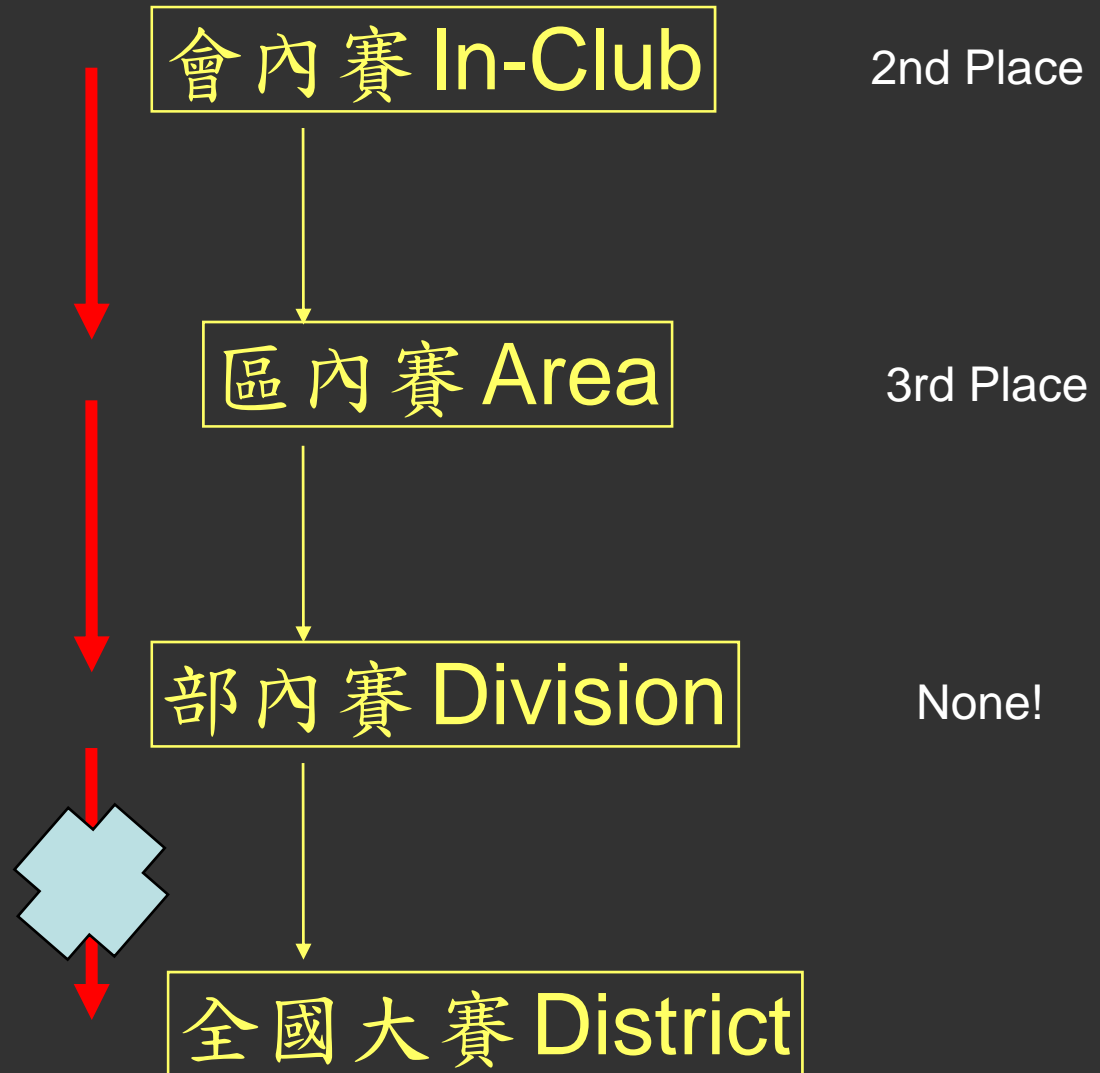 會內賽 In-Club
2nd Place
區內賽 Area
3rd Place
部內賽 Division
None!
全國大賽 District